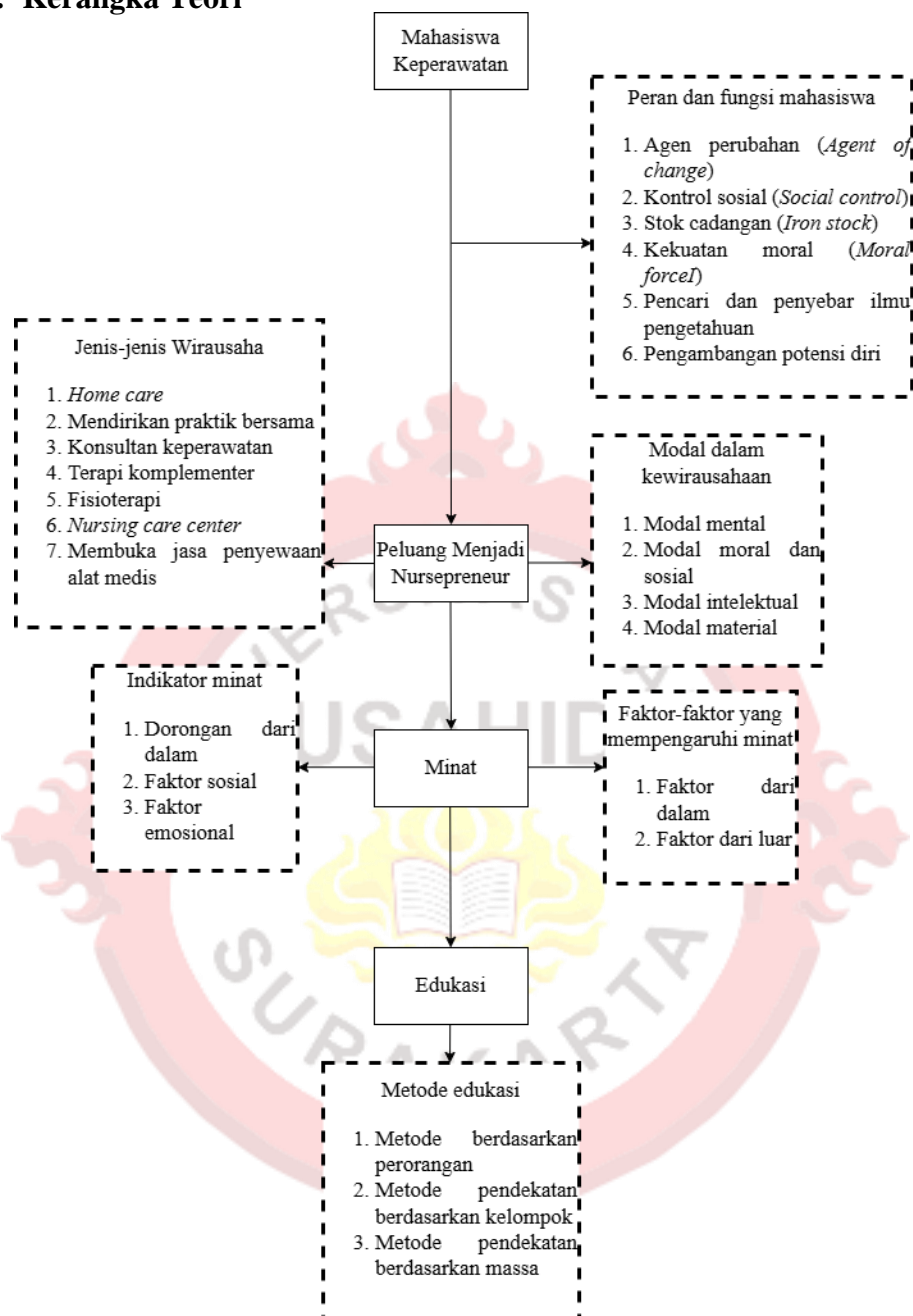 . Kerangka Teori
Mahasiswa
Keperawatan
Peran dan fungsi mahasiswa
1. Agen perubahan (Agent of
change)
2. Kontrol sosial (Social control)
3. Stok cadangan (Iron stock)
4. Kekuatan moral (Moral
forceI)
5. Pencari dan penyebar ilmu
pengetahuan
6. Pengambangan potensi diri
Jenis-jenis Wirausaha
1. Home care
2. Mendirikan praktik bersama
3. Konsultan keperawatan
4. Terapi komplementer
5. Fisioterapi
6. Nursing care center
7. Membuka jasa penyewaan
alat medis
Peluang Menjadi
Nursepreneur
Modal dalam
kewirausahaan
1. Modal mental
2. Modal moral dan
sosial
3. Modal intelektual
4. Modal material
Indikator minat
1. Dorongan dari
dalam
2. Faktor sosial
3. Faktor
emosional
Minat
Faktor-faktor yang
mempengaruhi minat
1. Faktor dari
dalam
2. Faktor dari luar
Edukasi
Metode edukasi
1. Metode berdasarkan
perorangan
2. Metode pendekatan
berdasarkan kelompok
3. Metode pendekatan
berdasarkan massa
USAHID
SURAKARTA